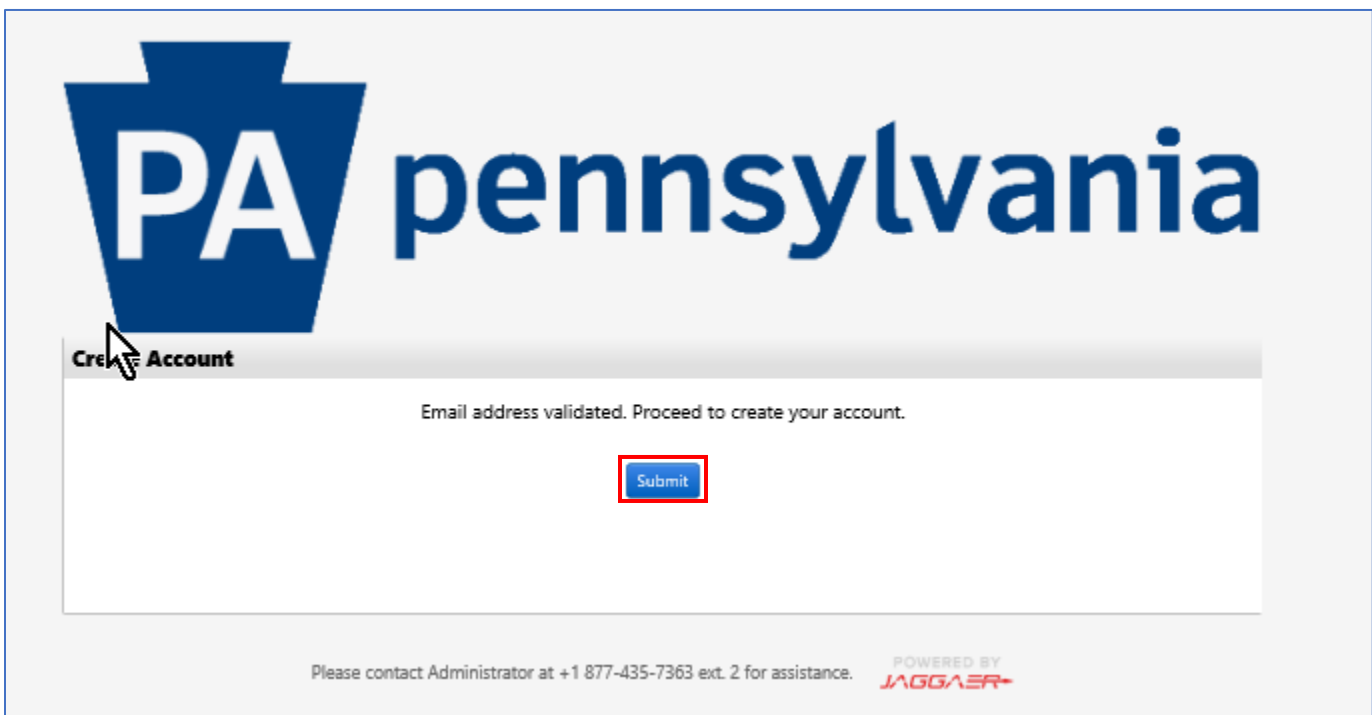 PA pennsylvania
Create Account
Email address validated. Proceed to create your account.
Submit
Please contact Administrator at +1 877-435-7363 ext. 2 for assistance.
POWERED BY
JAGGAER